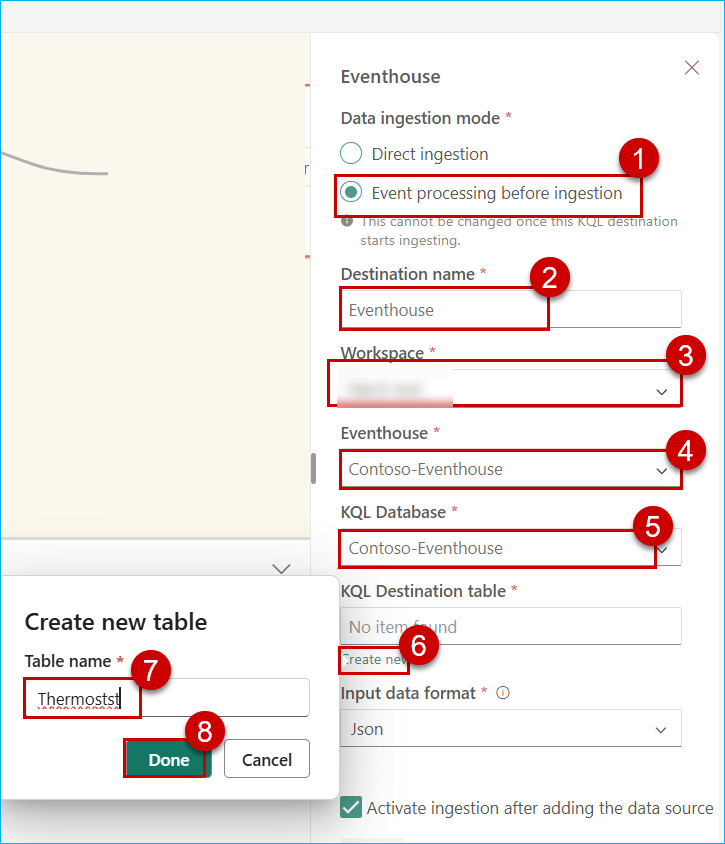 Eventhouse
Data ingestion mode *
Direct ingestion
1
Event processing before ingestion
This cannot be changed once this KQL destination
starts ingesting.
Destination name *
2
Eventhouse
Workspace *
3
Eventhouse *
4
Contoso-Eventhouse
KQL Database *
5
Contoso-Eventhouse
KQL Destination table *
No item found
6
Create new
Input data format *
Json
Activate ingestion after adding the data source
Create new table
Table name *
7
Thermostst
8
Done
Cancel